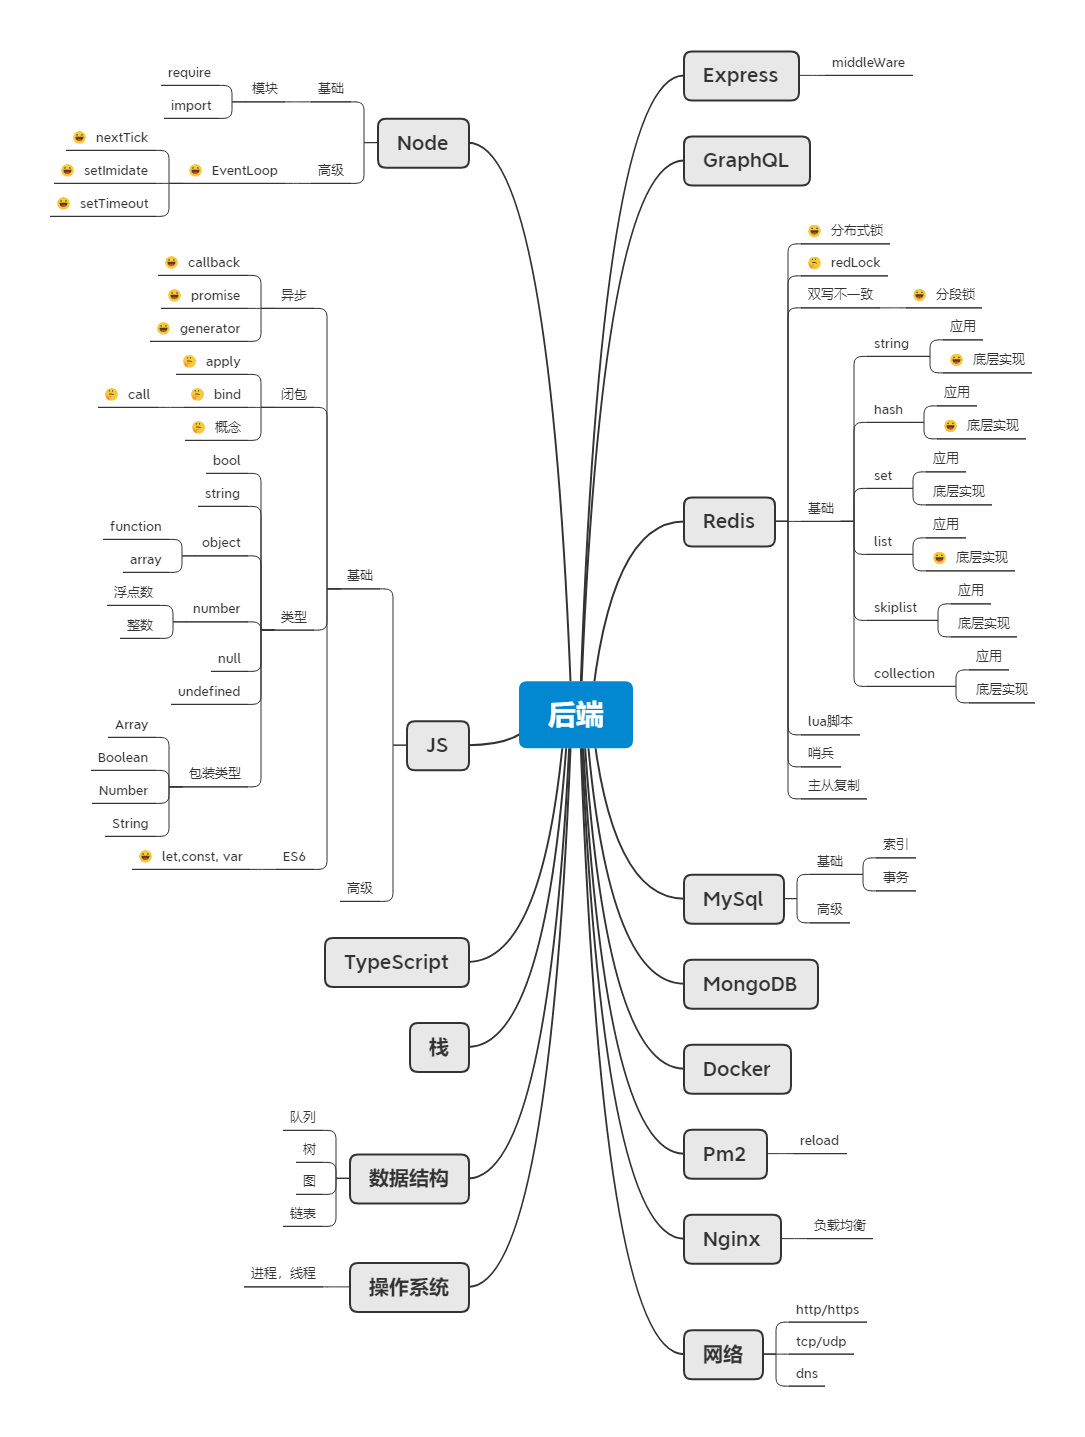 后端
Node
基础
模块
require
import
高级
EventLoop
nextTick
setImidate
setTimeout
JS
基础
异步
callback
promise
generator
闭包
apply
bind
call
概念
类型
bool
string
object
function
array
number
浮点数
整数
null
undefined
包装类型
Array
Boolean
Number
String
ES6
let,const, var
高级
TypeScript
栈
数据结构
队列
树
图
链表
操作系统
进程，线程
Express
middleWare
GraphQL
Redis
分布式锁
redLock
双写不一致
分段锁
基础
string
应用
底层实现
hash
应用
底层实现
set
应用
底层实现
list
应用
底层实现
skiplist
应用
底层实现
collection
应用
底层实现
lua脚本
哨兵
主从复制
MySql
基础
索引
事务
高级
MongoDB
Docker
Pm2
reload
Nginx
负载均衡
网络
http/https
tcp/udp
dns